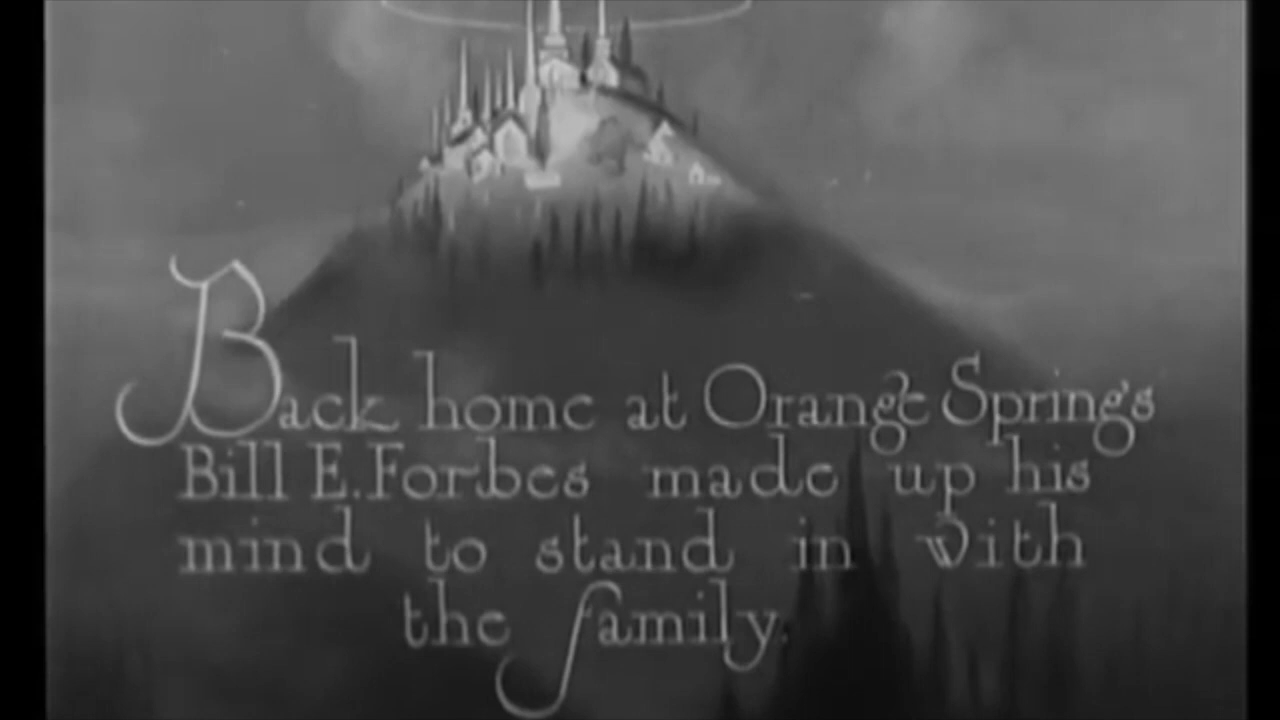 Back home at Orange Springs
Bill E. Forbes made up his
mind to stand in with
the family.